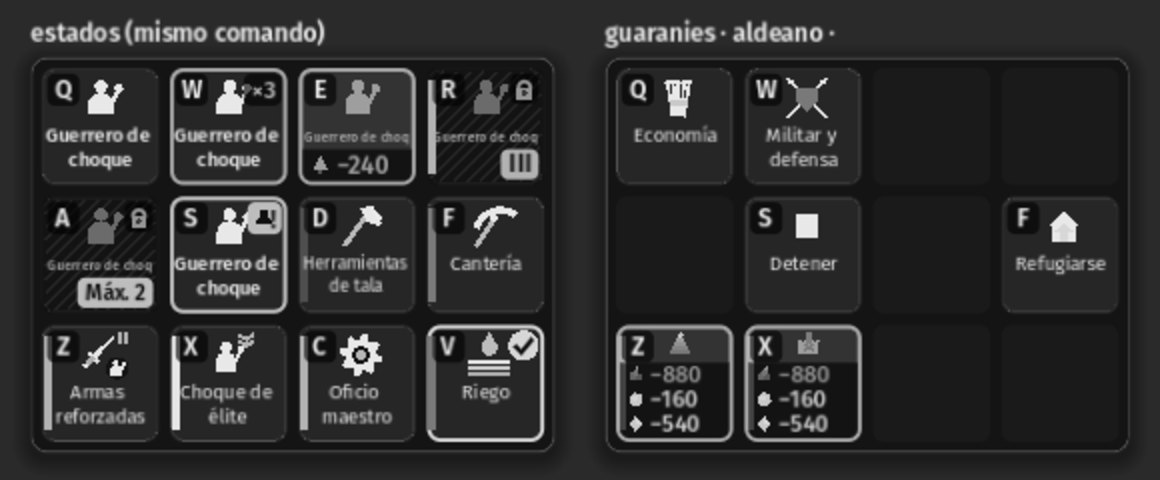 estados (mismo comando)
Q
Guerrero de
choque
W ×3
Guerrero de
choque
E
Guerrero de choq
−240
R
Guerrero de choq
III
A
Guerrero de choq
Máx. 2
S
Guerrero de
choque
D
Herramientas
de tala
F
Cantería
Z
Armas
reforzadas
X
Choque de
élite
C
Oficio
maestro
V
Riego
guaranies · aldeano ·
Q
Economía
W
Militar y
defensa
S
Detener
F
Refugiarse
Z
−880
−160
−540
X
−880
−160
−540